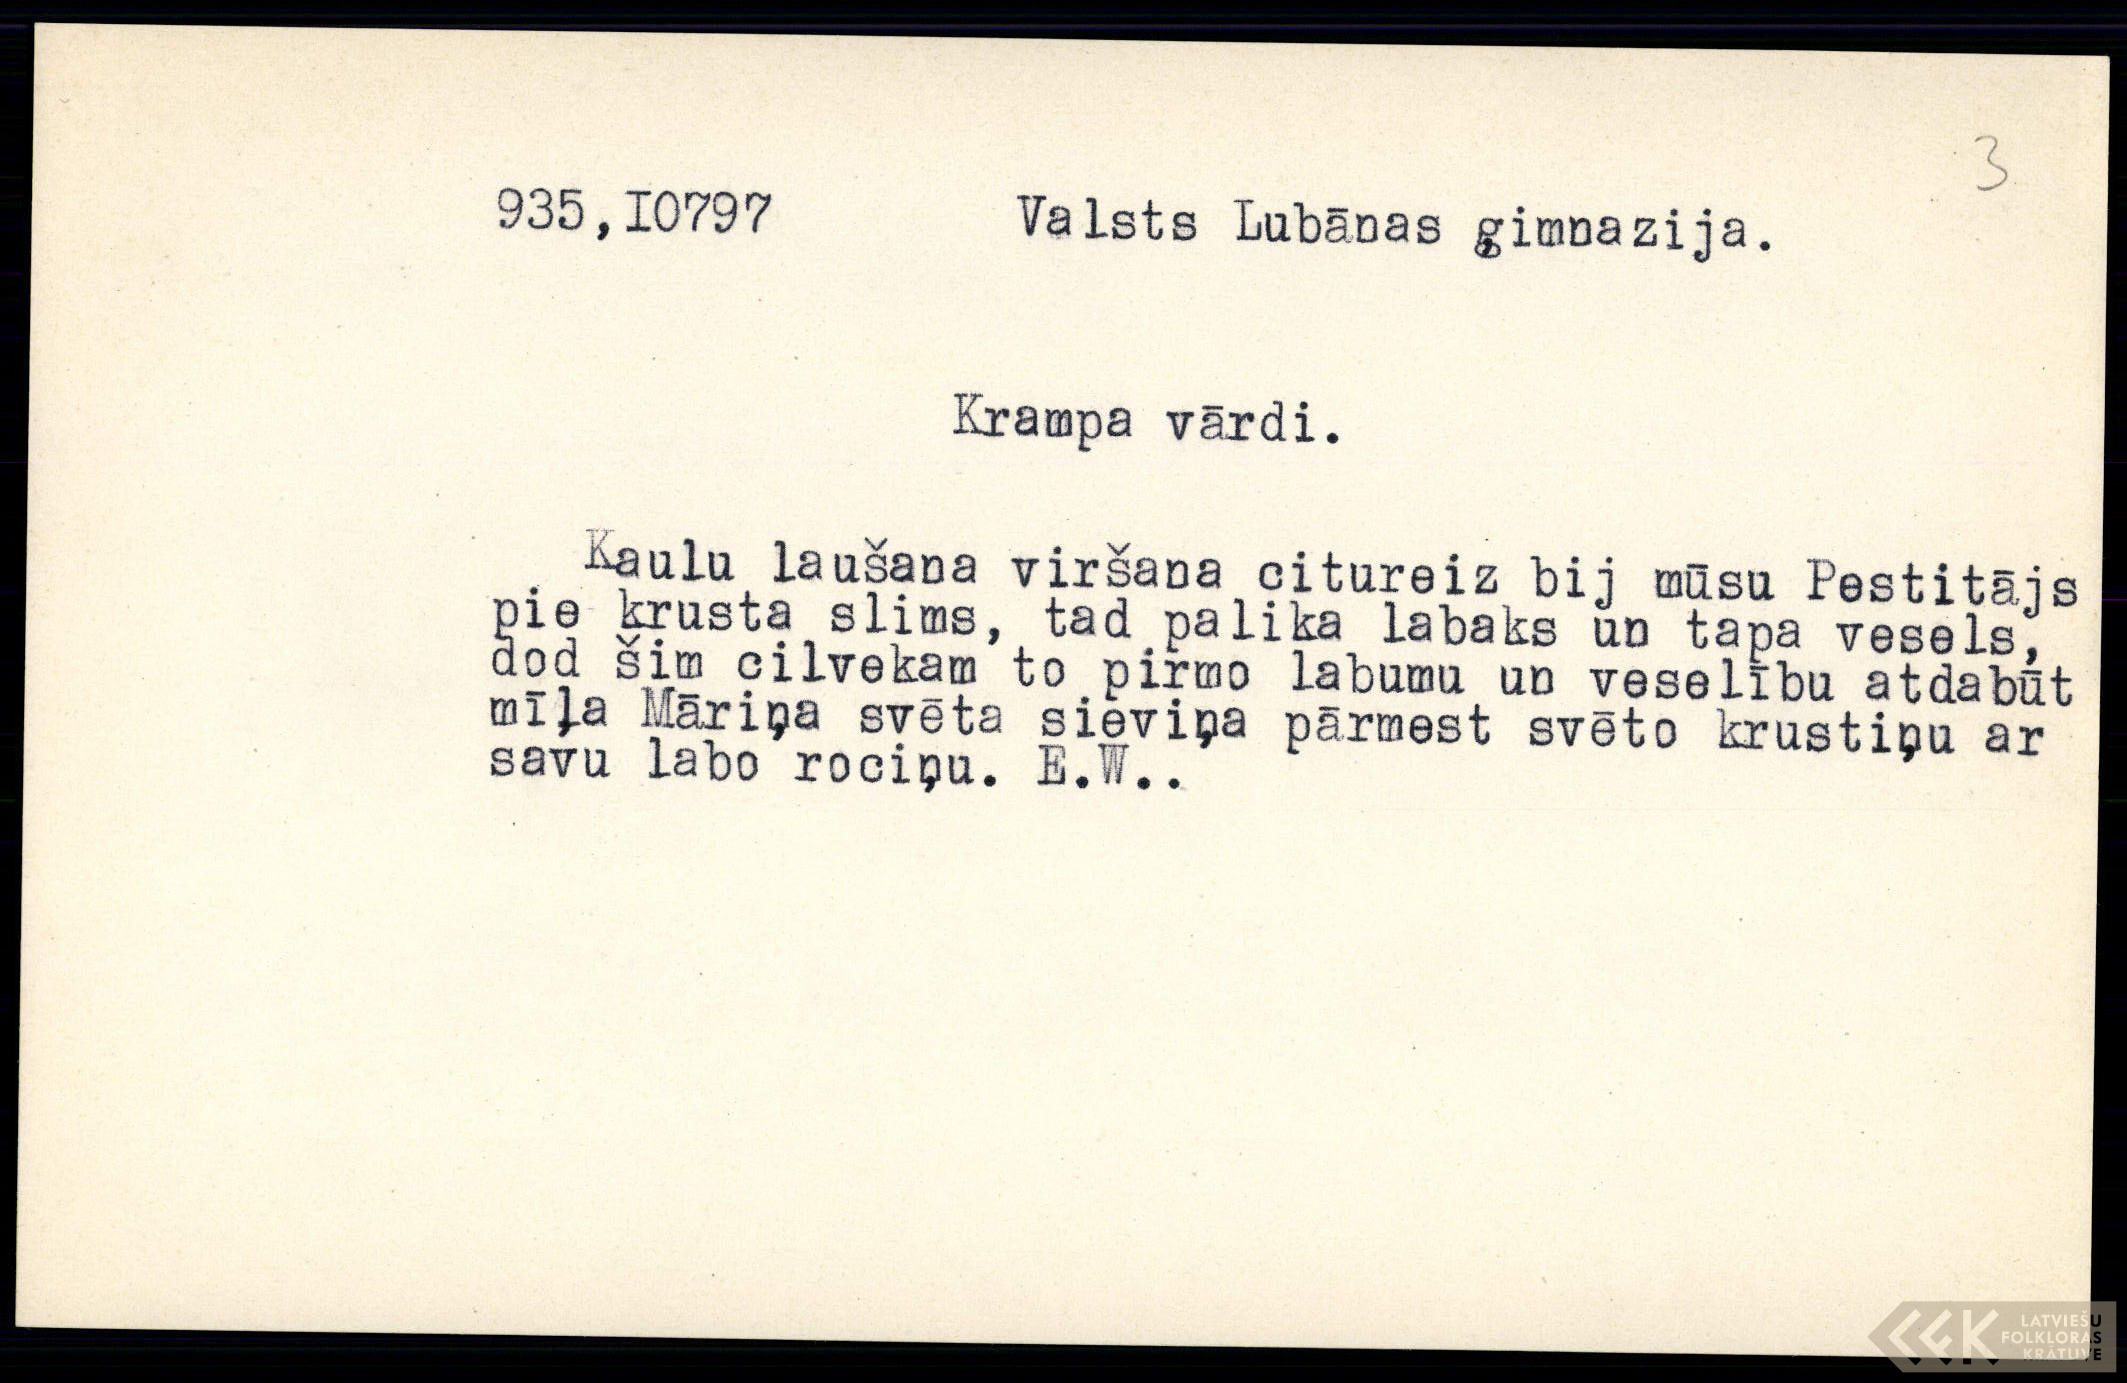 3
935,I0797 Valsts Lubānas ģimnazija.
Krampa vārdi.
Kaulu laušana viršana citureiz bij mūsu Pestitājs
pie krusta slims, tad palika labaks un tapa vesels,
dod šim cilvekam to pirmo labumu un veselību atdabūt
mīļa Māriņa svēta sieviņa pārmest svēto krustiņu ar
savu labo rociņu. E.W..
LFK
LATVIEŠU
FOLKLORAS
KRĀTUVE